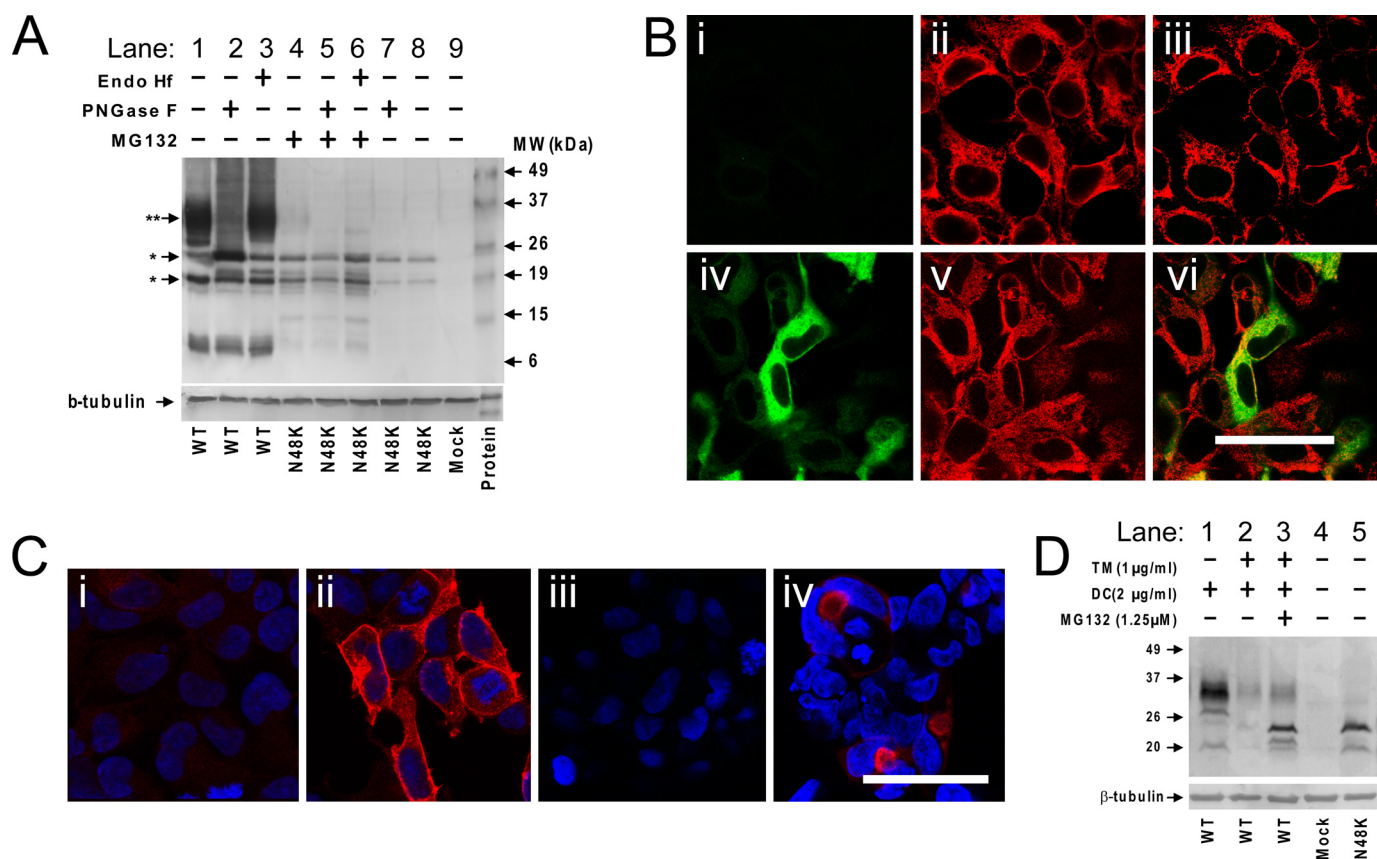 A
Lane: 1 2 3 4 5 6 7 8 9
Endo Hf − − + − − + − − −
PNGase F − + − − + − + − −
MG132 − − − + + + − − −
MW (kDa)
49
37
** 
26
*
19
*
15
6
b-tubulin
WT WT WT N48K N48K N48K N48K N48K Mock Protein
B
i ii iii
iv v vi
C
i ii iii iv
D
Lane: 1 2 3 4 5
TM (1µg/ml) − + + − −
DC(2 µg/ml) + + + − −
MG132 (1.25µM) − − + − −
49
37
26
20
β-tubulin
WT WT WT Mock N48K